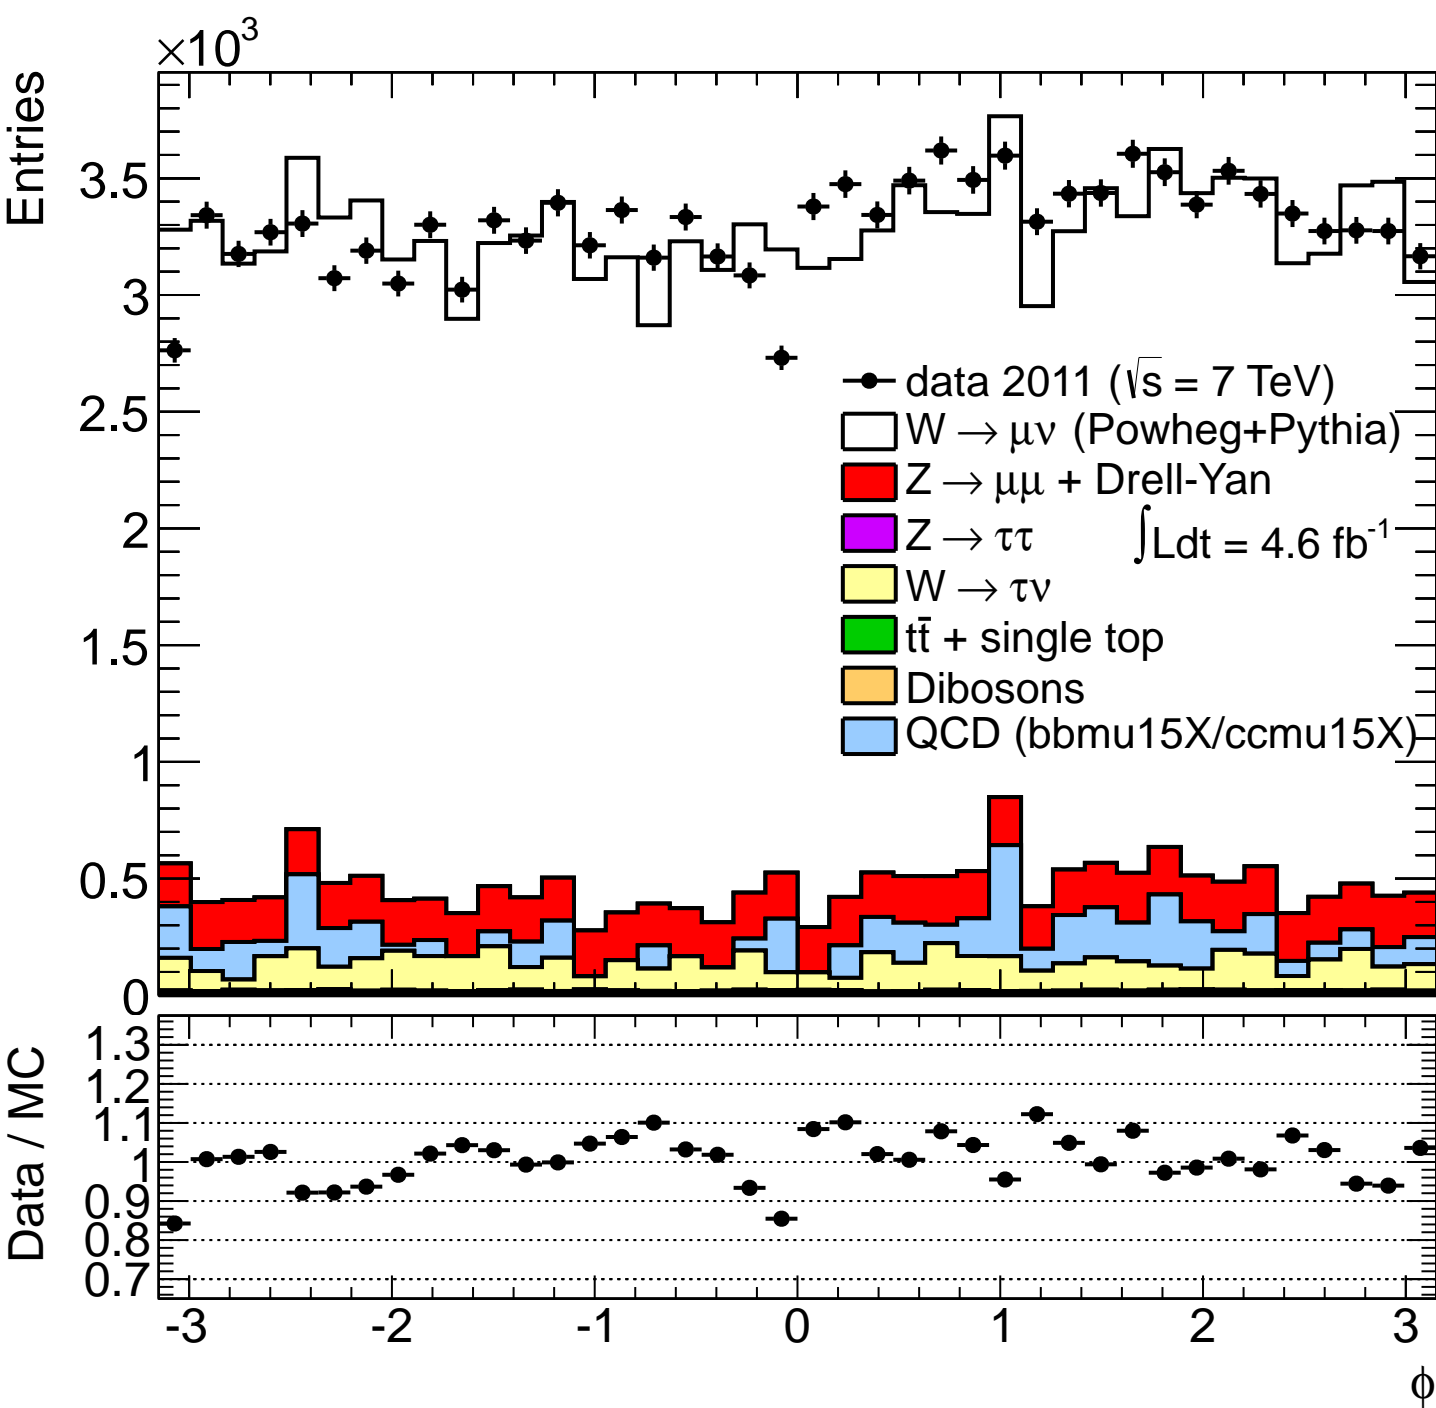 ×10³
Entries
3.5
3
2.5
2
1.5
1
0.5
0
data 2011 (√s = 7 TeV)
W → μν (Powheg+Pythia)
Z → μμ + Drell-Yan
Z → ττ
∫Ldt = 4.6 fb⁻¹
W → τν
tt̄ + single top
Dibosons
QCD (bbmu15X/ccmu15X)
Data / MC
1.3
1.2
1.1
1
0.9
0.8
0.7
-3 -2 -1 0 1 2 3
ϕ